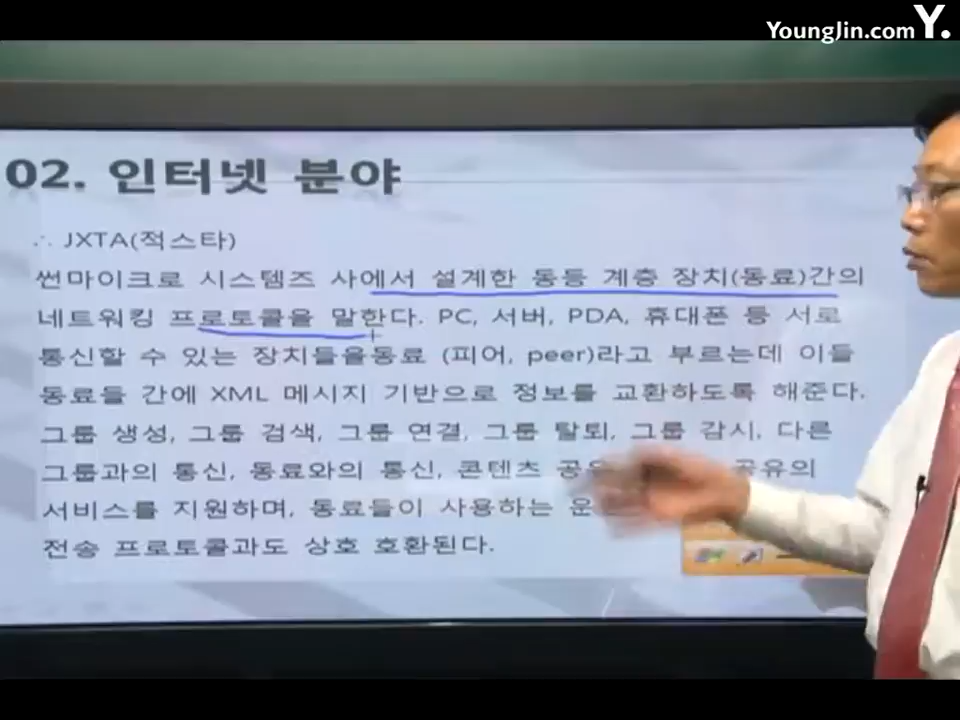 YoungJin.com Y.
02. 인터넷 분야
∴ JXTA(적스타)
썬마이크로 시스템즈 사에서 설계한 동등 계층 장치(동료)간의
네트워킹 프로토콜을 말한다. PC, 서버, PDA, 휴대폰 등 서로
통신할 수 있는 장치들을동료 (피어, peer)라고 부르는데 이들
동료들 간에 XML 메시지 기반으로 정보를 교환하도록 해준다.
그룹 생성, 그룹 검색, 그룹 연결, 그룹 탈퇴, 그룹 감시, 다른
그룹과의 통신, 동료와의 통신, 콘텐츠 공유의
서비스를 지원하며, 동료들이 사용하는
전송 프로토콜과도 상호 호환된다.